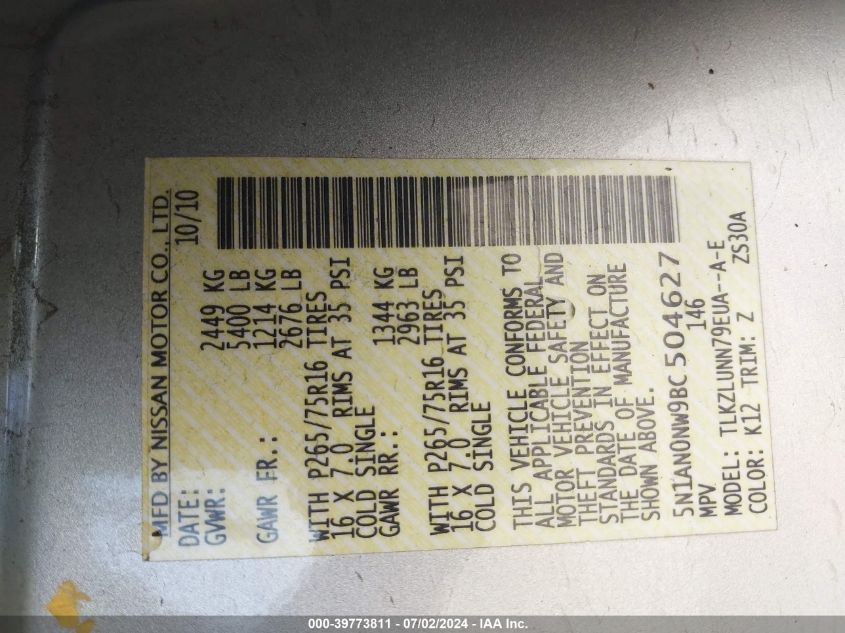 MFD BY NISSAN MOTOR CO., LTD.
DATE: 10/10
GVWR: 2449 KG
5400 LB
GAWR FR.: 1214 KG
2676 LB
WITH P265/75R16 TIRES
16 X 7.0 RIMS AT 35 PSI
COLD SINGLE
GAWR RR.: 1344 KG
2963 LB
WITH P265/75R16 TIRES
16 X 7.0 RIMS AT 35 PSI
COLD SINGLE
THIS VEHICLE CONFORMS TO
ALL APPLICABLE FEDERAL
MOTOR VEHICLE SAFETY AND
THEFT PREVENTION
STANDARDS IN EFFECT ON
THE DATE OF MANUFACTURE
SHOWN ABOVE.
5N1AN0NW9BC504627
MPV 146
MODEL: TLKZLUNN79EUA--A-E
COLOR: K12 TRIM: Z ZS30A
000-39773811 - 07/02/2024 - IAA Inc.